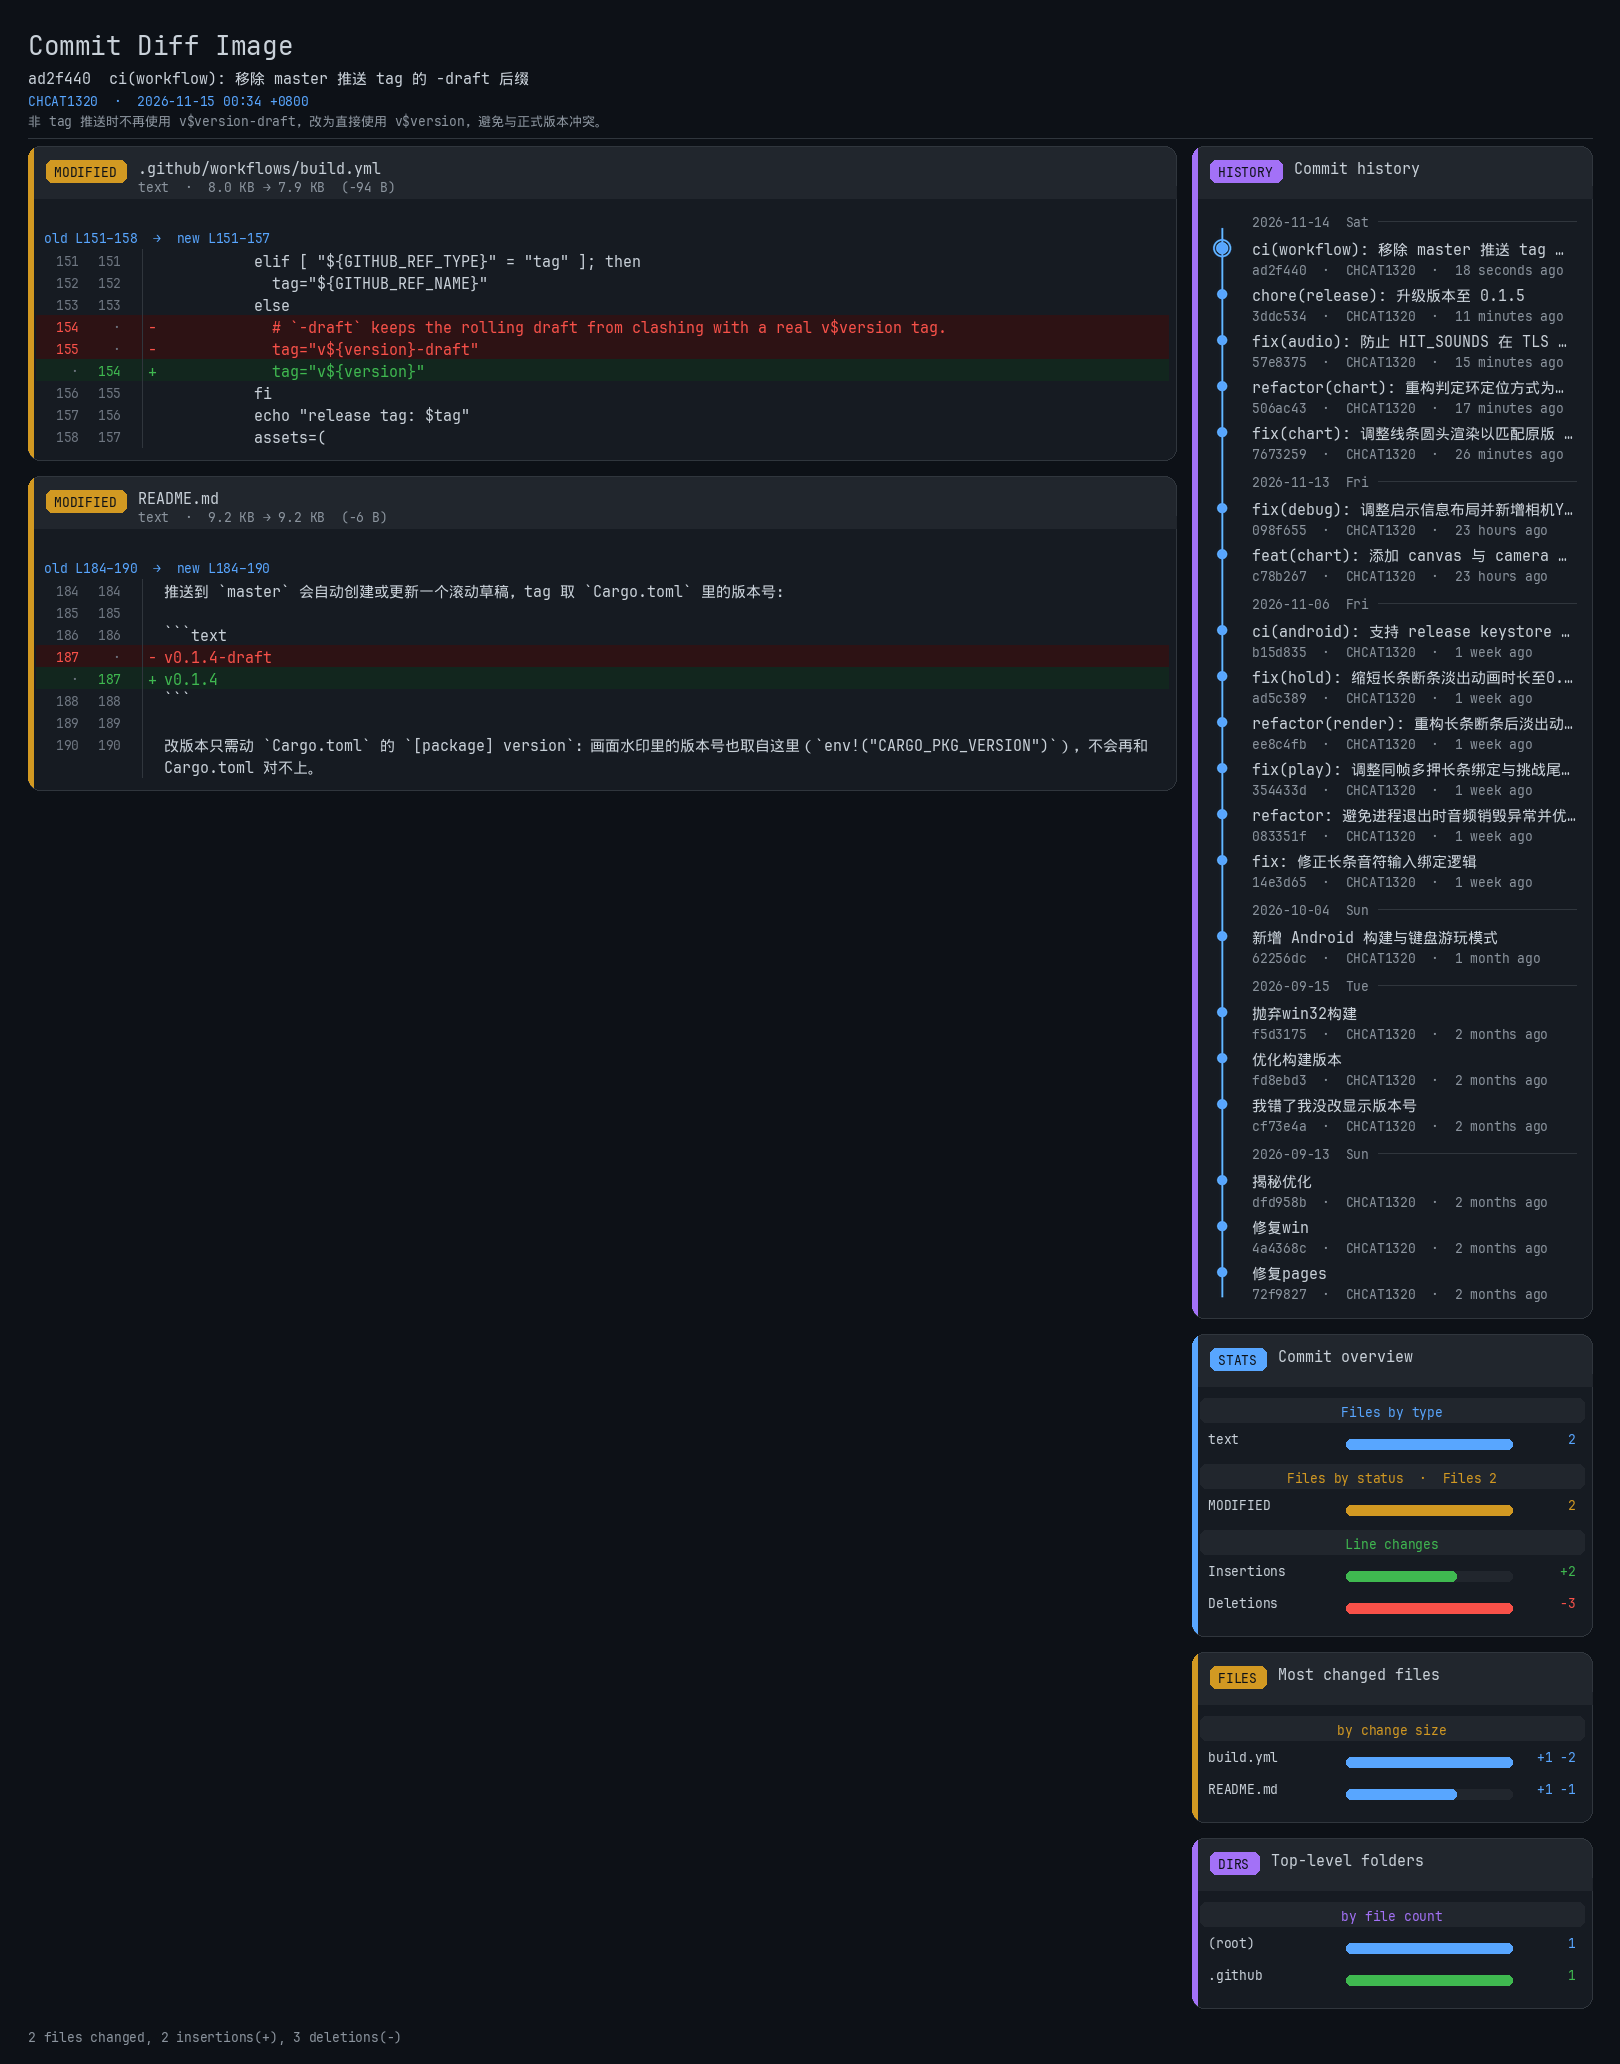 Commit Diff Image
ad2f440  ci(workflow): 移除 master 推送 tag 的 -draft 后缀
CHCAT1320  ·  2026-11-15 00:34 +0800
非 tag 推送时不再使用 v$version-draft，改为直接使用 v$version，避免与正式版本冲突。
MODIFIED .github/workflows/build.yml
text  ·  8.0 KB → 7.9 KB  (-94 B)
old L151-158  →  new L151-157
151 151 elif [ "${GITHUB_REF_TYPE}" = "tag" ]; then
152 152 tag="${GITHUB_REF_NAME}"
153 153 else
154 · - # `-draft` keeps the rolling draft from clashing with a real v$version tag.
155 · - tag="v${version}-draft"
· 154 + tag="v${version}"
156 155 fi
157 156 echo "release tag: $tag"
158 157 assets=(
MODIFIED README.md
text  ·  9.2 KB → 9.2 KB  (-6 B)
old L184-190  →  new L184-190
184 184 推送到 `master` 会自动创建或更新一个滚动草稿，tag 取 `Cargo.toml` 里的版本号:
185 185
186 186 ```text
187 · - v0.1.4-draft
· 187 + v0.1.4
188 188 ```
189 189
190 190 改版本只需动 `Cargo.toml` 的 `[package] version`: 画面水印里的版本号也取自这里 (`env!("CARGO_PKG_VERSION")`)，不会再和
Cargo.toml 对不上。
HISTORY Commit history
2026-11-14  Sat
ci(workflow): 移除 master 推送 tag …
ad2f440  ·  CHCAT1320  ·  18 seconds ago
chore(release): 升级版本至 0.1.5
3ddc534  ·  CHCAT1320  ·  11 minutes ago
fix(audio): 防止 HIT_SOUNDS 在 TLS …
57e8375  ·  CHCAT1320  ·  15 minutes ago
refactor(chart): 重构判定环定位方式为…
506ac43  ·  CHCAT1320  ·  17 minutes ago
fix(chart): 调整线条圆头渲染以匹配原版 …
7673259  ·  CHCAT1320  ·  26 minutes ago
2026-11-13  Fri
fix(debug): 调整启示信息布局并新增相机Y…
098f655  ·  CHCAT1320  ·  23 hours ago
feat(chart): 添加 canvas 与 camera …
c78b267  ·  CHCAT1320  ·  23 hours ago
2026-11-06  Fri
ci(android): 支持 release keystore …
b15d835  ·  CHCAT1320  ·  1 week ago
fix(hold): 缩短长条断条淡出动画时长至0.…
ad5c389  ·  CHCAT1320  ·  1 week ago
refactor(render): 重构长条断条后淡出动…
ee8c4fb  ·  CHCAT1320  ·  1 week ago
fix(play): 调整同帧多押长条绑定与挑战尾…
354433d  ·  CHCAT1320  ·  1 week ago
refactor: 避免进程退出时音频销毁异常并优…
083351f  ·  CHCAT1320  ·  1 week ago
fix: 修正长条音符输入绑定逻辑
14e3d65  ·  CHCAT1320  ·  1 week ago
2026-10-04  Sun
新增 Android 构建与键盘游玩模式
62256dc  ·  CHCAT1320  ·  1 month ago
2026-09-15  Tue
抛弃win32构建
f5d3175  ·  CHCAT1320  ·  2 months ago
优化构建版本
fd8ebd3  ·  CHCAT1320  ·  2 months ago
我错了我没改显示版本号
cf73e4a  ·  CHCAT1320  ·  2 months ago
2026-09-13  Sun
揭秘优化
dfd958b  ·  CHCAT1320  ·  2 months ago
修复win
4a4368c  ·  CHCAT1320  ·  2 months ago
修复pages
72f9827  ·  CHCAT1320  ·  2 months ago
STATS Commit overview
Files by type
text 2
Files by status  ·  Files 2
MODIFIED 2
Line changes
Insertions +2
Deletions -3
FILES Most changed files
by change size
build.yml +1 -2
README.md +1 -1
DIRS Top-level folders
by file count
(root) 1
.github 1
2 files changed, 2 insertions(+), 3 deletions(-)